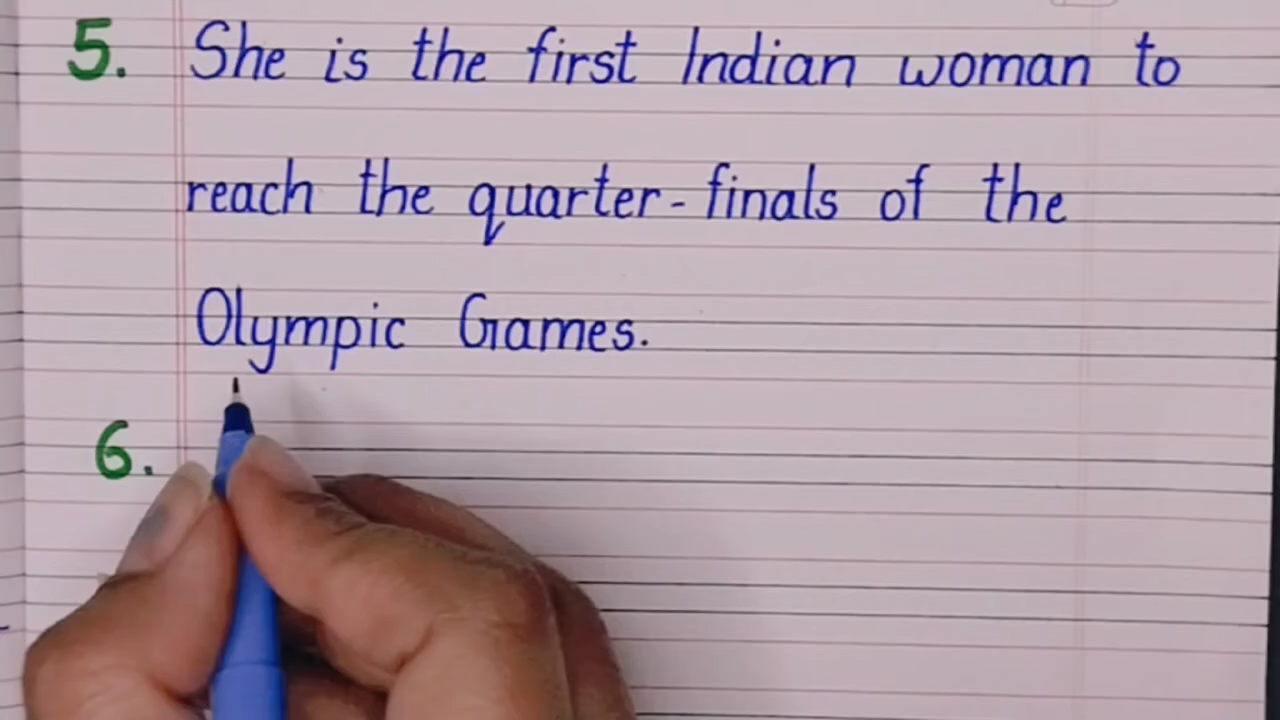 5. She is the first Indian woman to
reach the quarter-finals of the
Olympic Games.
6.